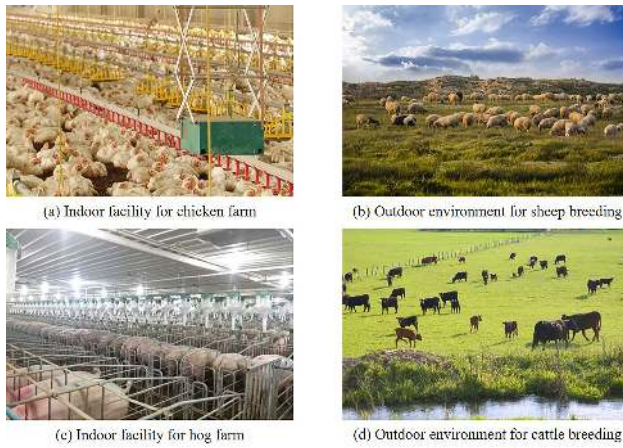 (a) Indoor facility for chicken farm
(b) Outdoor environment for sheep breeding
(c) Indoor facility for hog farm
(d) Outdoor environment for cattle breeding